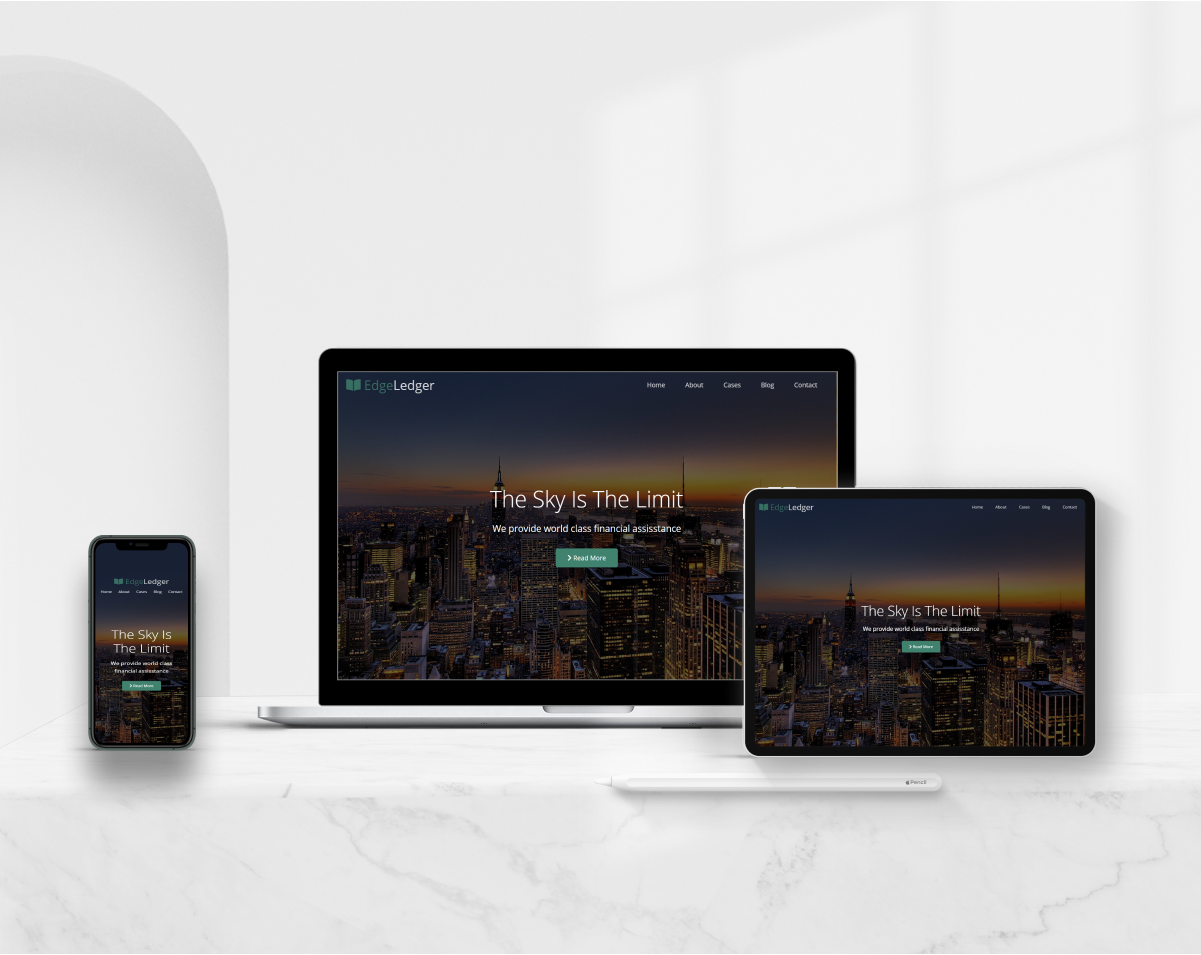 EdgeLedger
Home About Cases Blog Contact
The Sky Is The Limit
We provide world class financial assisstance
Read More
EdgeLedger
Home About Cases Blog Contact
The Sky Is The Limit
We provide world class financial assisstance
Read More
EdgeLedger
Home About Cases Blog Contact
The Sky Is
The Limit
We provide world class
financial assisstance
Read More
Pencil